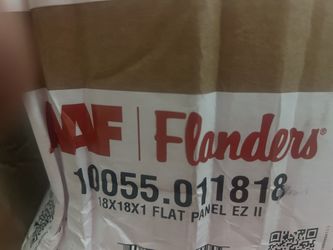 AAF | Flanders®
10055.011818
18X18X1 FLAT PANEL EZ II